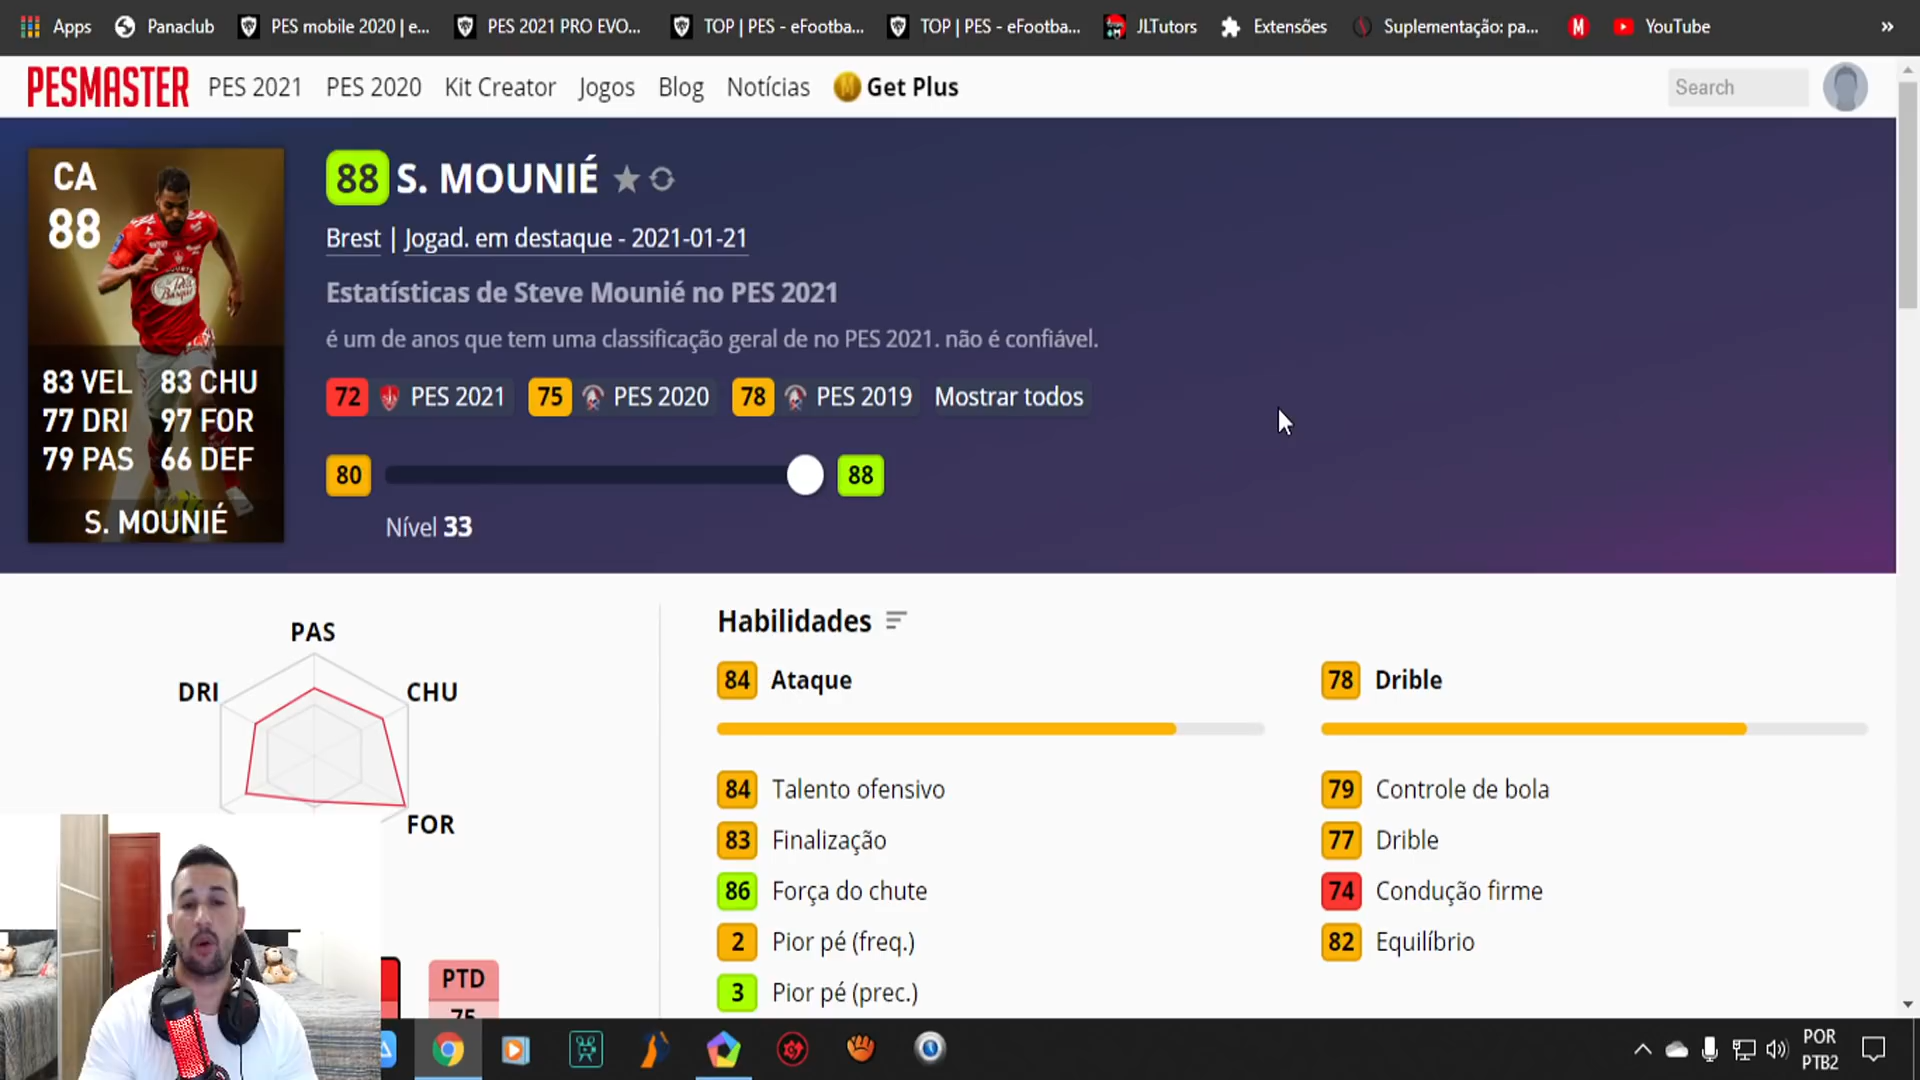 Apps
Panaclub
PES mobile 2020 | e...
PES 2021 PRO EVO...
TOP | PES - eFootba...
TOP | PES - eFootba...
JLTutors
Extensões
Suplementação: pa...
YouTube
»
PESMASTER
PES 2021
PES 2020
Kit Creator
Jogos
Blog
Notícias
Get Plus
Search
CA
88
83 VEL 83 CHU
77 DRI 97 FOR
79 PAS 66 DEF
S. MOUNIÉ
88 S. MOUNIÉ
Brest | Jogad. em destaque - 2021-01-21
Estatísticas de Steve Mounié no PES 2021
é um de anos que tem uma classificação geral de no PES 2021. não é confiável.
72 PES 2021 75 PES 2020 78 PES 2019 Mostrar todos
80 88
Nível 33
PAS
DRI CHU
FOR
PTD
75
Habilidades
84 Ataque
84 Talento ofensivo
83 Finalização
86 Força do chute
2 Pior pé (freq.)
3 Pior pé (prec.)
78 Drible
79 Controle de bola
77 Drible
74 Condução firme
82 Equilíbrio
POR
PTB2